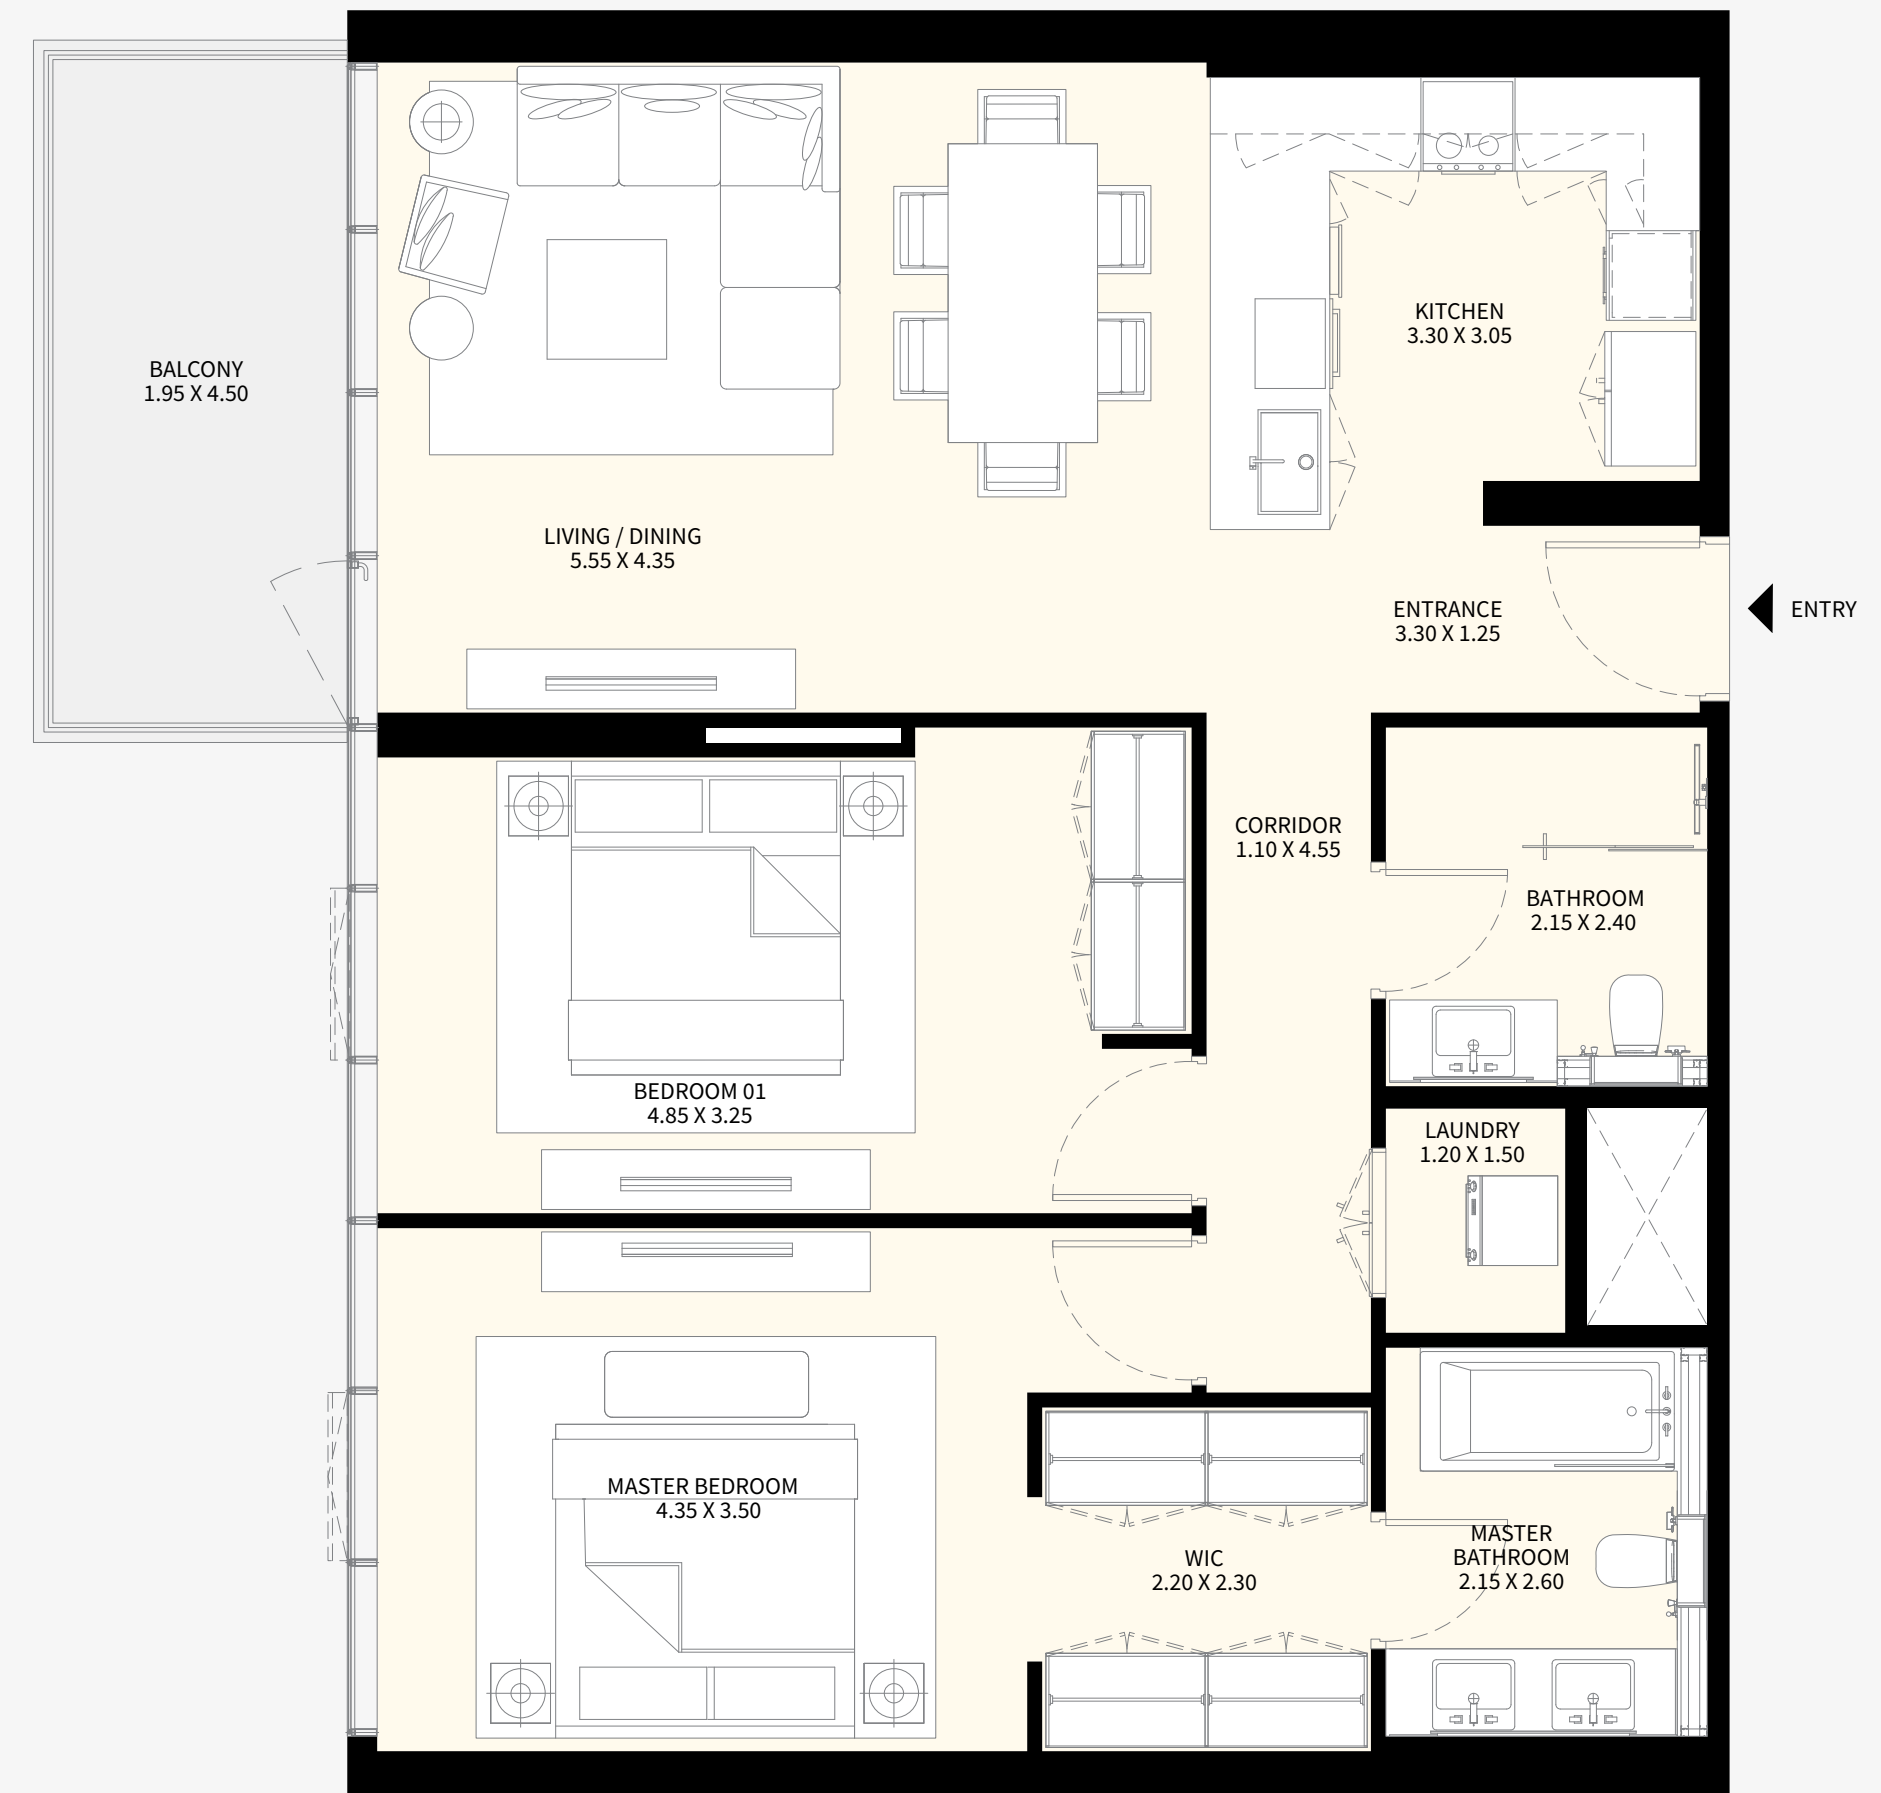 KITCHEN
3.30 X 3.05
BALCONY
1.95 X 4.50
LIVING / DINING
5.55 X 4.35
ENTRANCE
3.30 X 1.25
ENTRY
CORRIDOR
1.10 X 4.55
BATHROOM
2.15 X 2.40
BEDROOM 01
4.85 X 3.25
LAUNDRY
1.20 X 1.50
MASTER BEDROOM
4.35 X 3.50
WIC
2.20 X 2.30
MASTER
BATHROOM
2.15 X 2.60